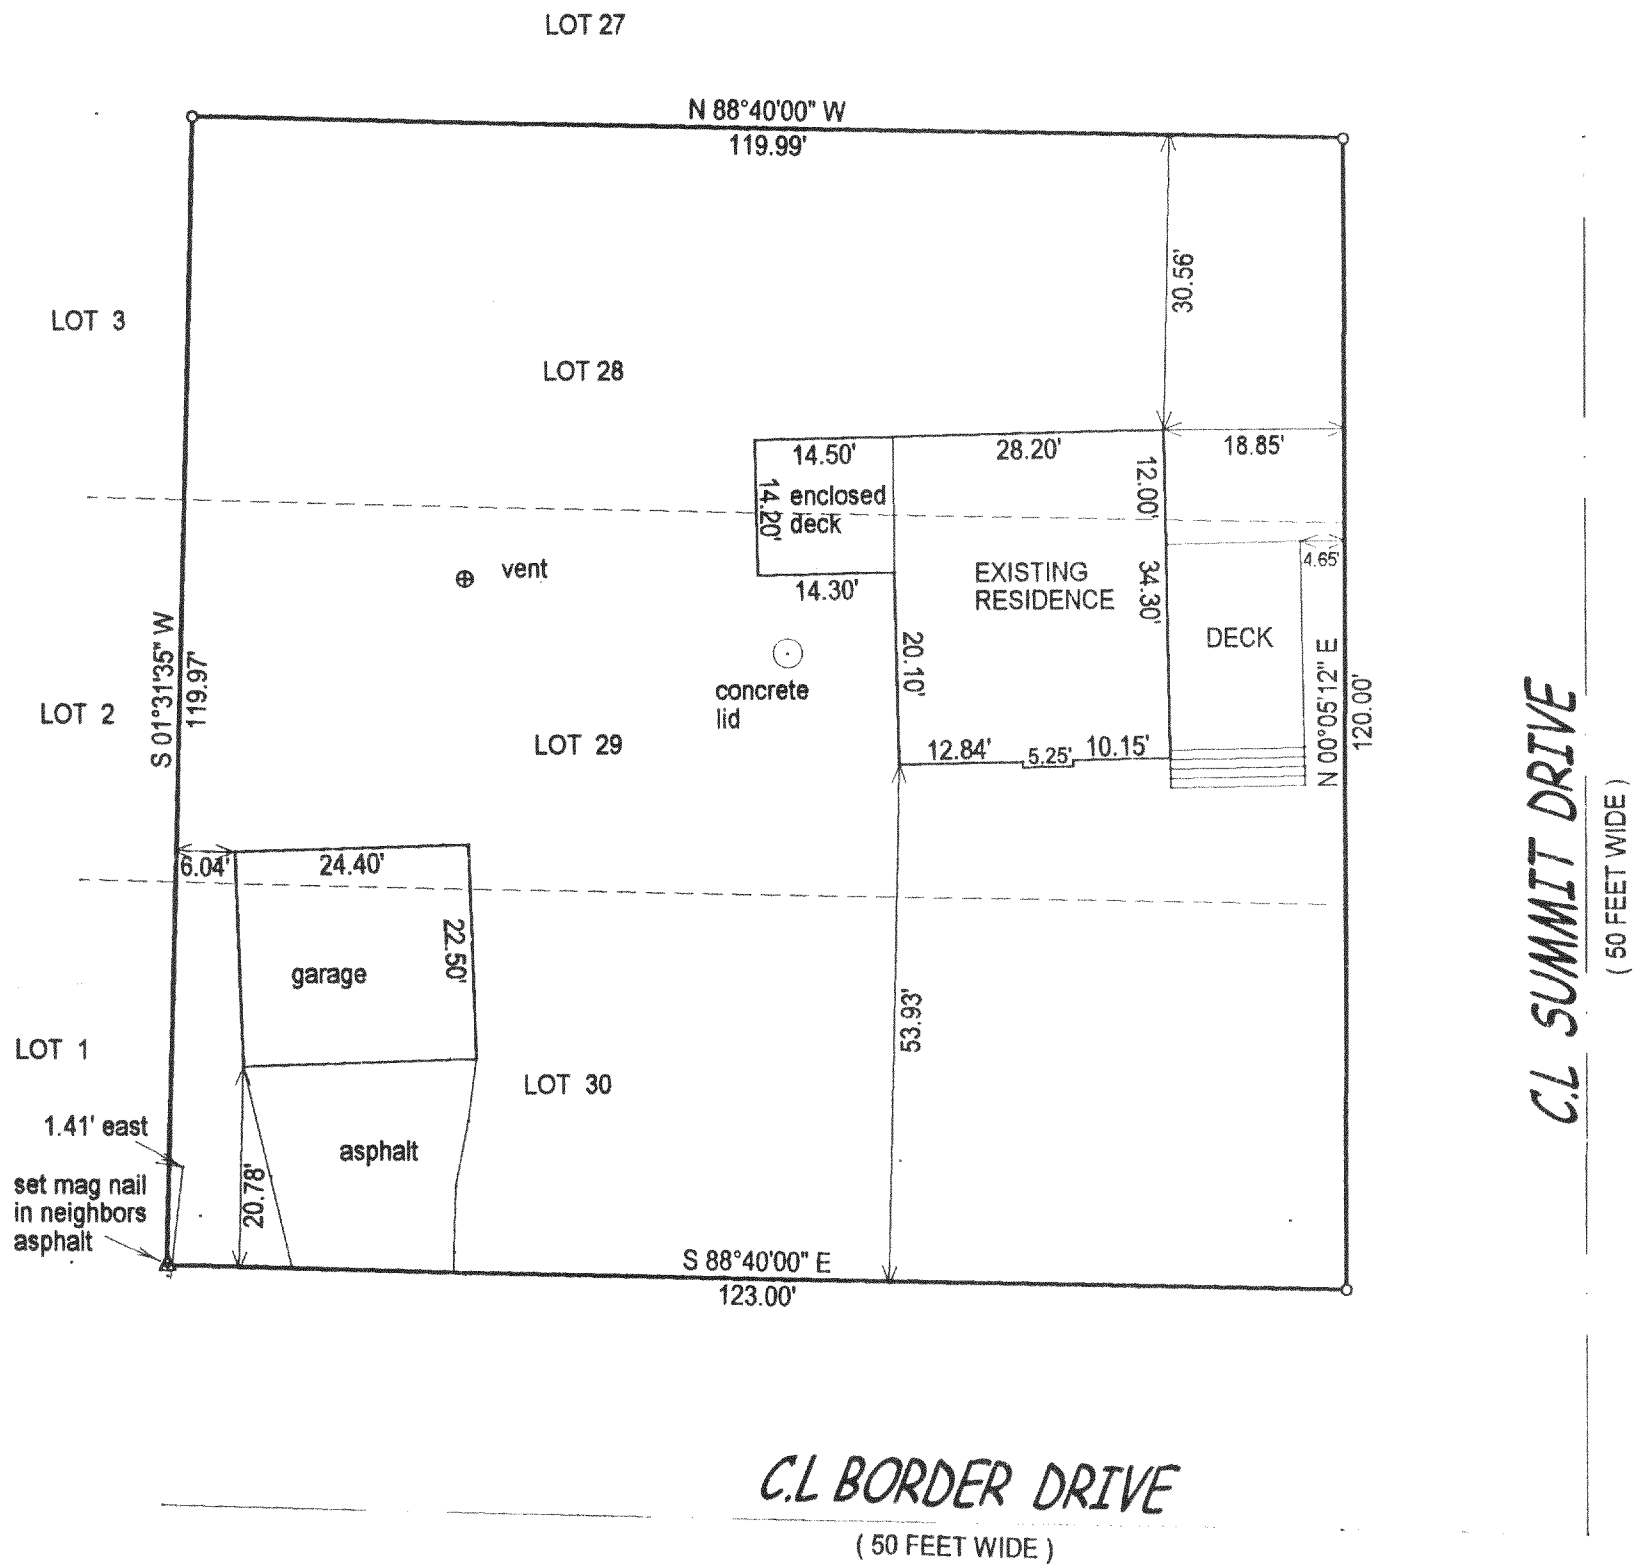 LOT 27
N 88°40'00" W
119.99'
30.56'
LOT 3
LOT 28
14.50'
28.20'
18.85'
14.20'
enclosed
deck
12.00'
4.65'
vent
14.30'
EXISTING
RESIDENCE
34.30'
DECK
S 01°31'35" W
119.97'
20.10'
concrete
lid
N 00°05'12" E
120.00'
LOT 2
LOT 29
12.84'
5.25'
10.15'
C.L SUMMIT DRIVE
( 50 FEET WIDE )
6.04'
24.40'
22.50'
garage
53.93'
LOT 1
LOT 30
1.41' east
asphalt
set mag nail
in neighbors
asphalt
20.78'
S 88°40'00" E
123.00'
C.L BORDER DRIVE
( 50 FEET WIDE )